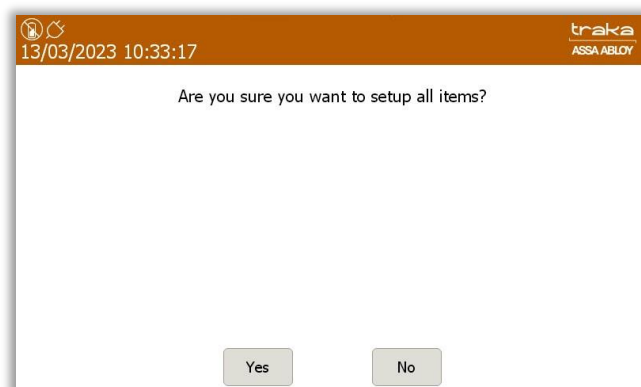 traka
13/03/2023 10:33:17
ASSA ABLOY
Are you sure you want to setup all items?
Yes
No